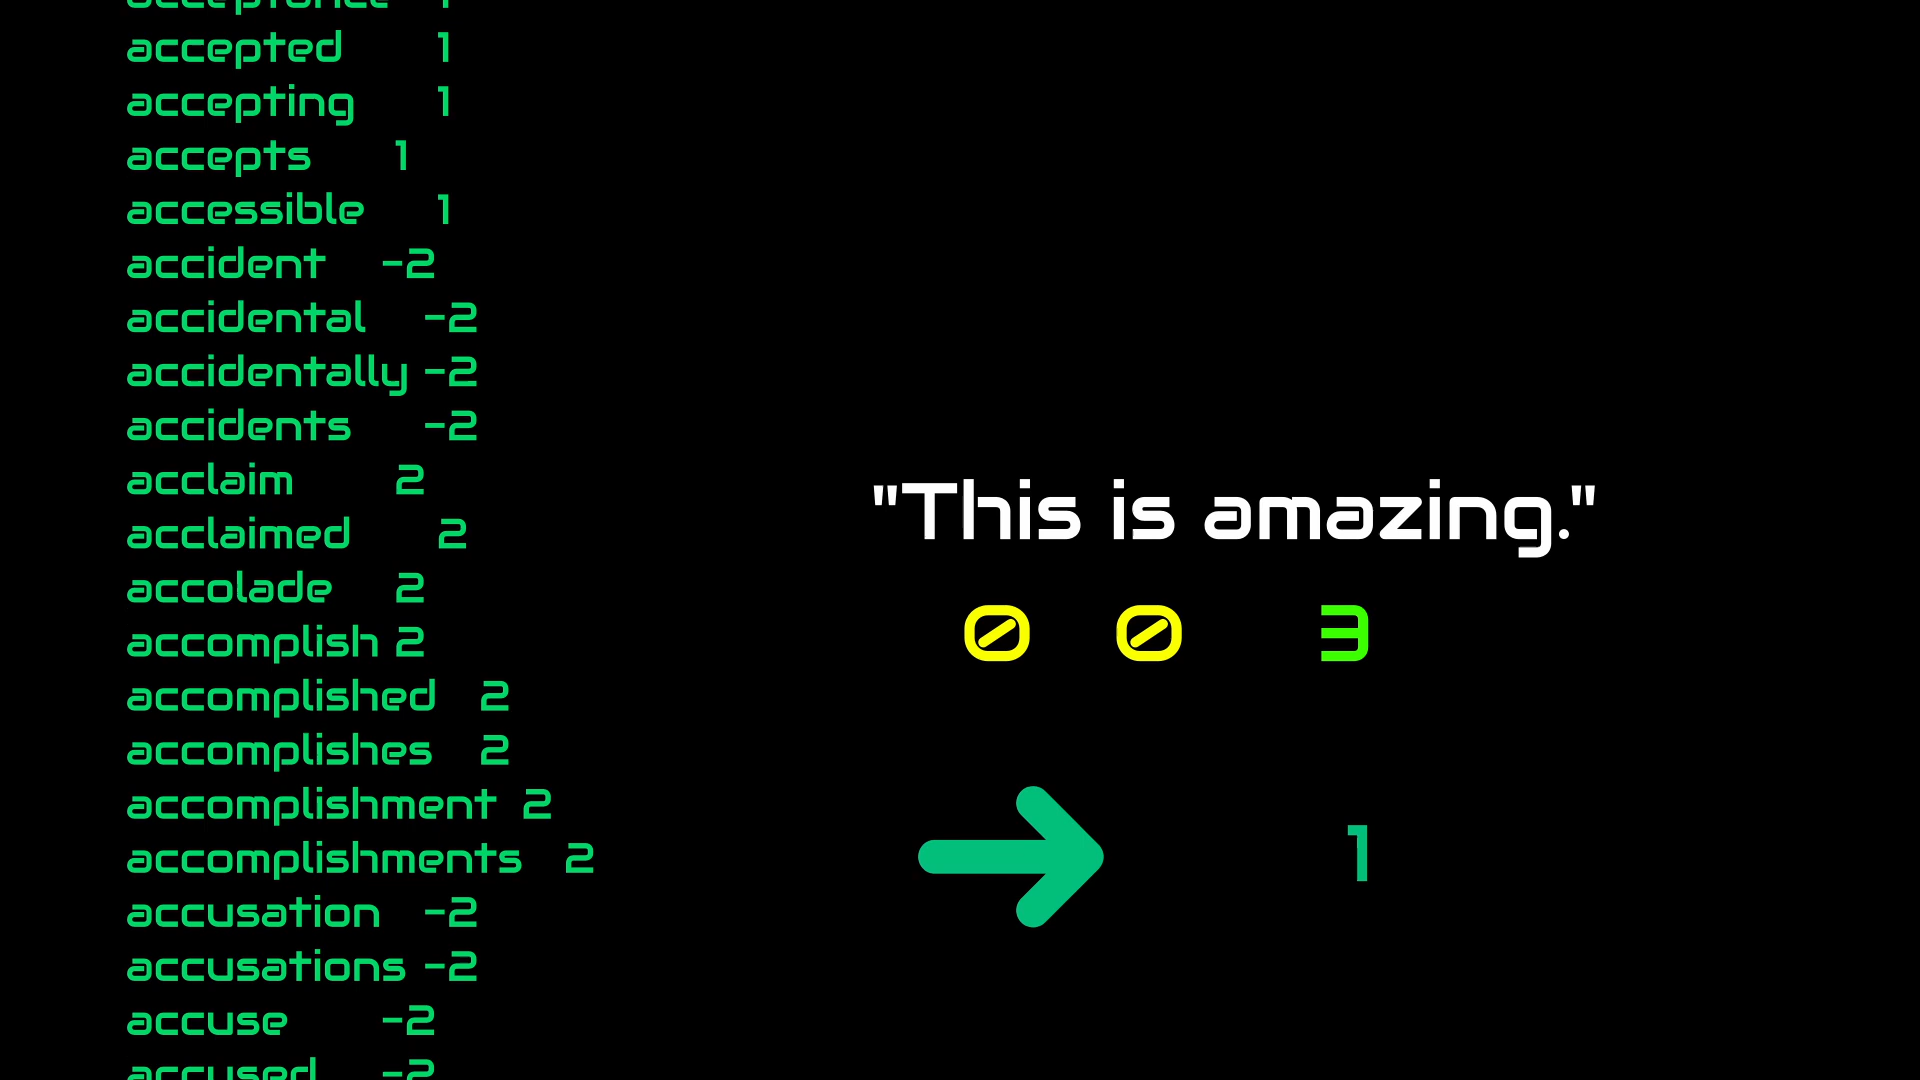 accepted 1
accepting 1
accepts 1
accessible 1
accident -2
accidental -2
accidentally -2
accidents -2
acclaim 2
acclaimed 2
accolade 2
accomplish 2
accomplished 2
accomplishes 2
accomplishment 2
accomplishments 2
accusation -2
accusations -2
accuse -2
accused -2
"This is amazing."
0 0 3
1